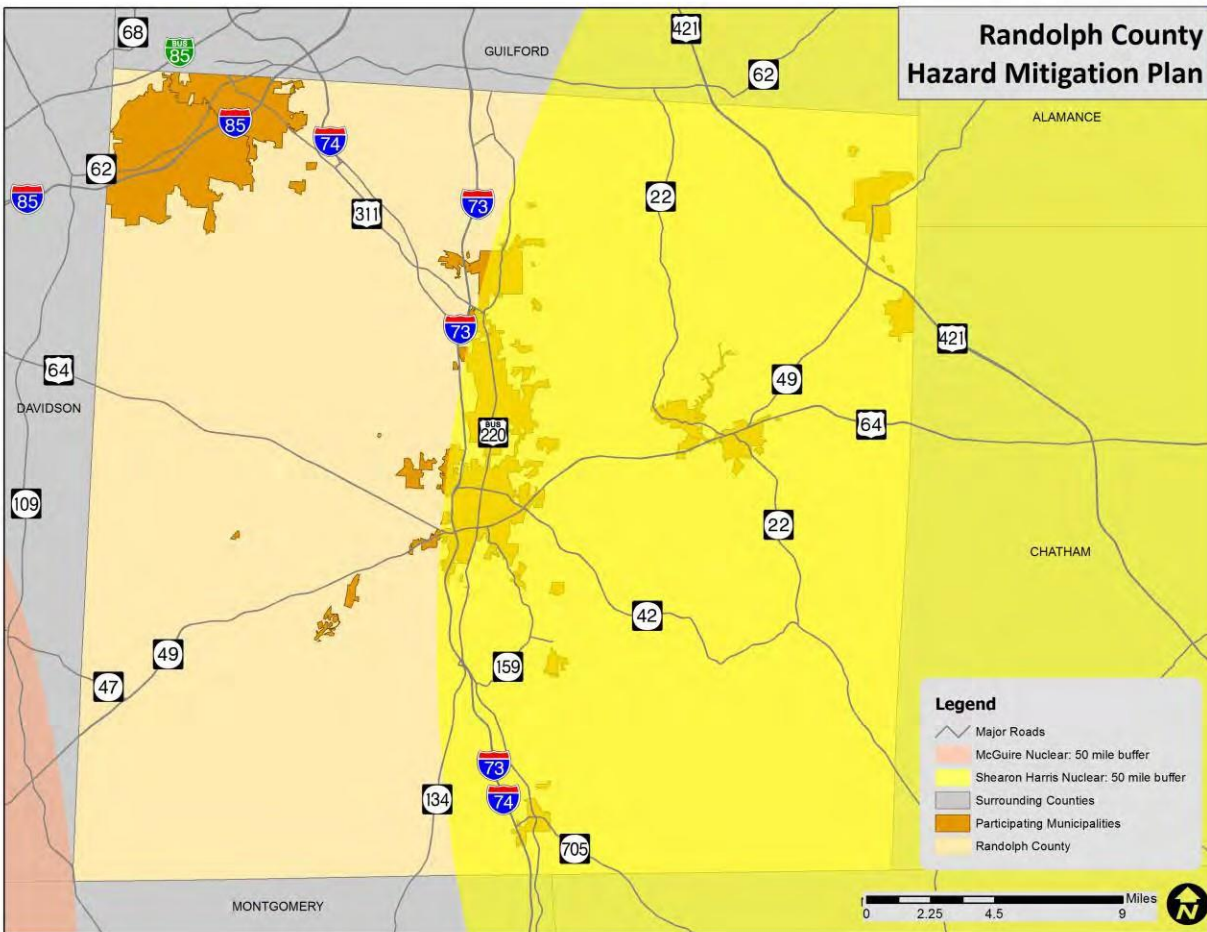 Randolph County
Hazard Mitigation Plan
68
BUS
85
GUILFORD
421
62
ALAMANCE
85
74
62
85
22
311
73
73
421
64
49
DAVIDSON
BUS
220
64
109
22
CHATHAM
42
49
159
47
Legend
Major Roads
McGuire Nuclear: 50 mile buffer
Shearon Harris Nuclear: 50 mile buffer
Surrounding Counties
Participating Municipalities
Randolph County
73
74
134
705
MONTGOMERY
Miles
0 2.25 4.5 9
N